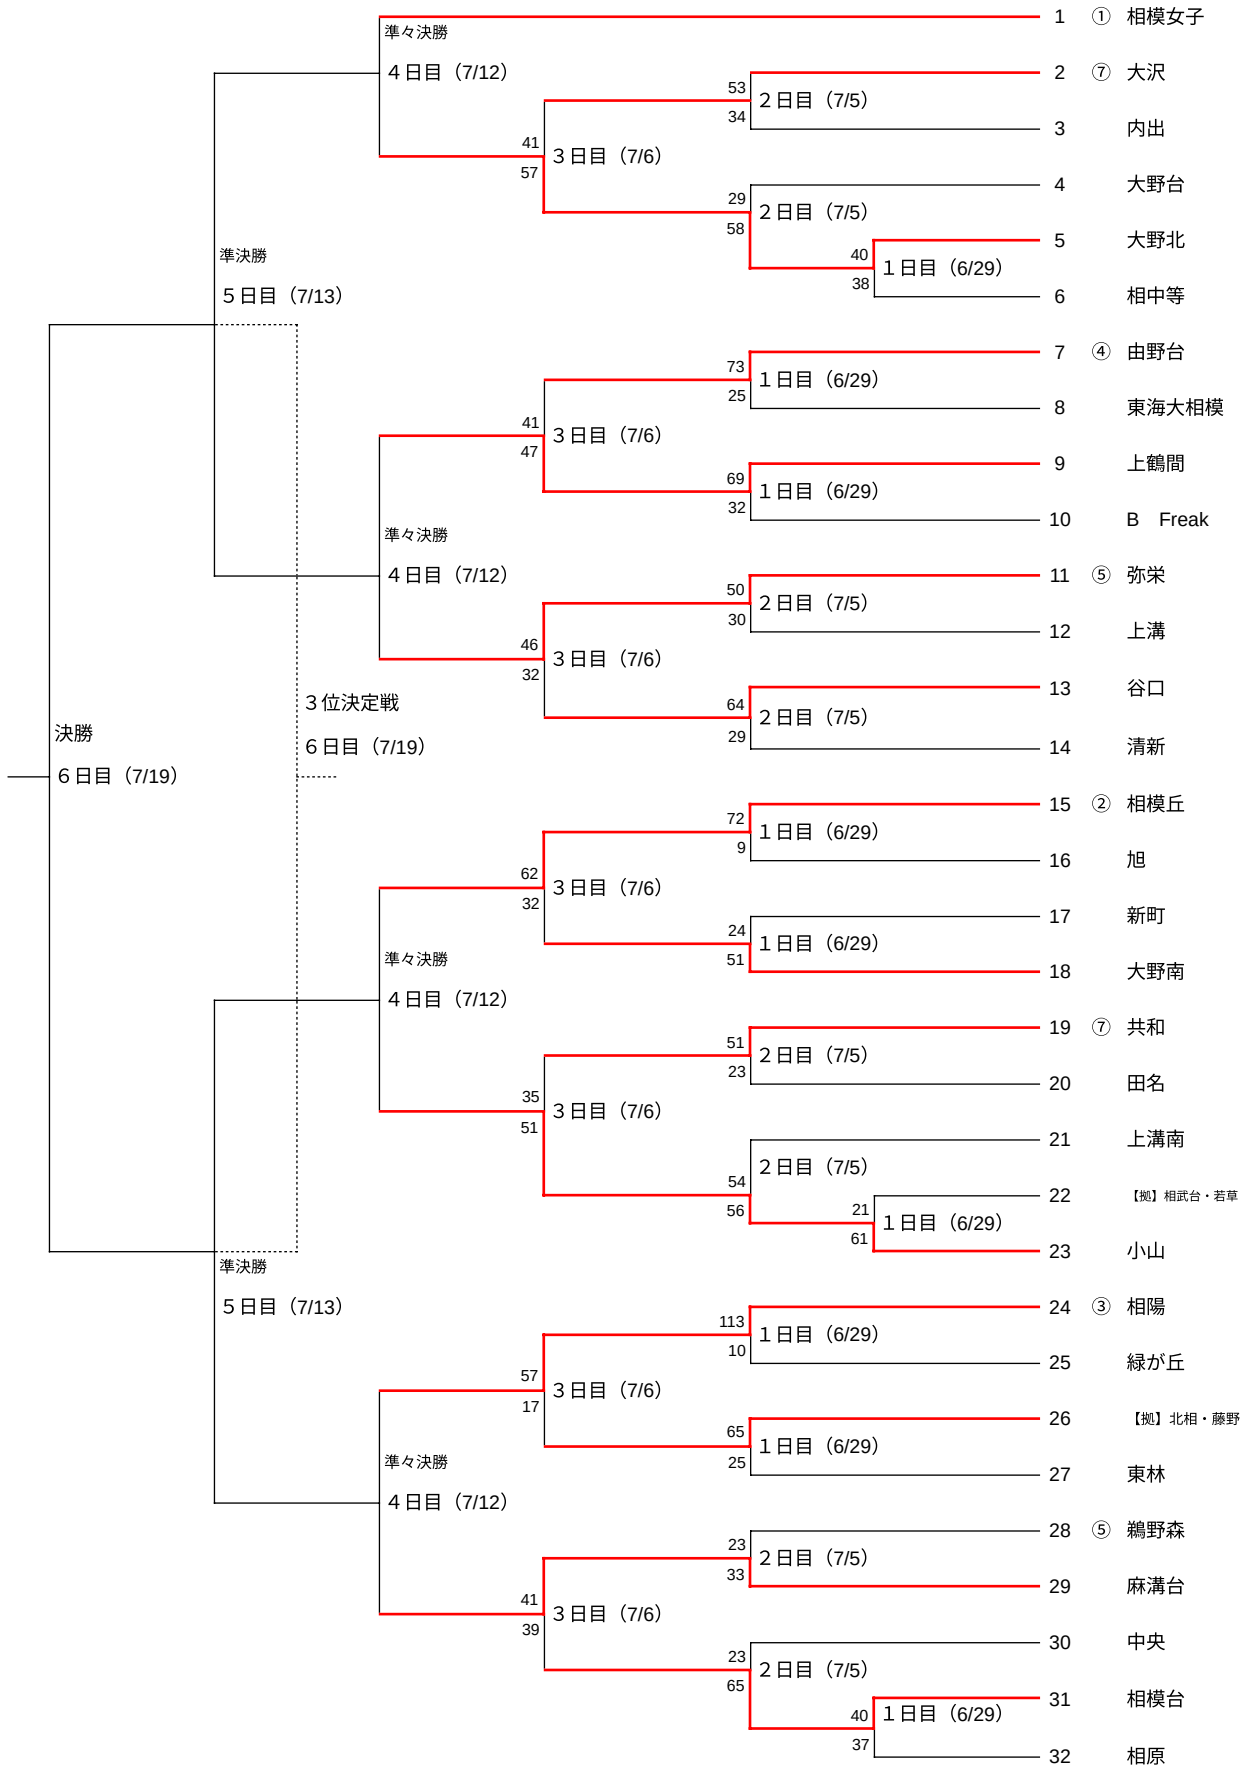 1 ① 相模女子
準々決勝
４日目（7/12）
2 ⑦ 大沢
53
２日目（7/5）
34
3 内出
41
３日目（7/6）
57
4 大野台
29
２日目（7/5）
58
5 大野北
40
１日目（6/29）
38
6 相中等
準決勝
５日目（7/13）
7 ④ 由野台
73
１日目（6/29）
25
8 東海大相模
41
３日目（7/6）
47
9 上鶴間
69
１日目（6/29）
32
10 B　Freak
準々決勝
４日目（7/12）
11 ⑤ 弥栄
50
２日目（7/5）
30
12 上溝
46
３日目（7/6）
32
13 谷口
64
２日目（7/5）
29
14 清新
３位決定戦
６日目（7/19）
決勝
６日目（7/19）
15 ② 相模丘
72
１日目（6/29）
9
16 旭
62
３日目（7/6）
32
17 新町
24
１日目（6/29）
51
18 大野南
準々決勝
４日目（7/12）
19 ⑦ 共和
51
２日目（7/5）
23
20 田名
35
３日目（7/6）
51
21 上溝南
２日目（7/5）
54
56
22 【拠】相武台・若草
21
１日目（6/29）
61
23 小山
準決勝
５日目（7/13）
24 ③ 相陽
113
１日目（6/29）
10
25 緑が丘
57
３日目（7/6）
17
26 【拠】北相・藤野
65
１日目（6/29）
25
27 東林
準々決勝
４日目（7/12）
28 ⑤ 鵜野森
23
２日目（7/5）
33
29 麻溝台
41
３日目（7/6）
39
30 中央
23
２日目（7/5）
65
31 相模台
40
１日目（6/29）
37
32 相原